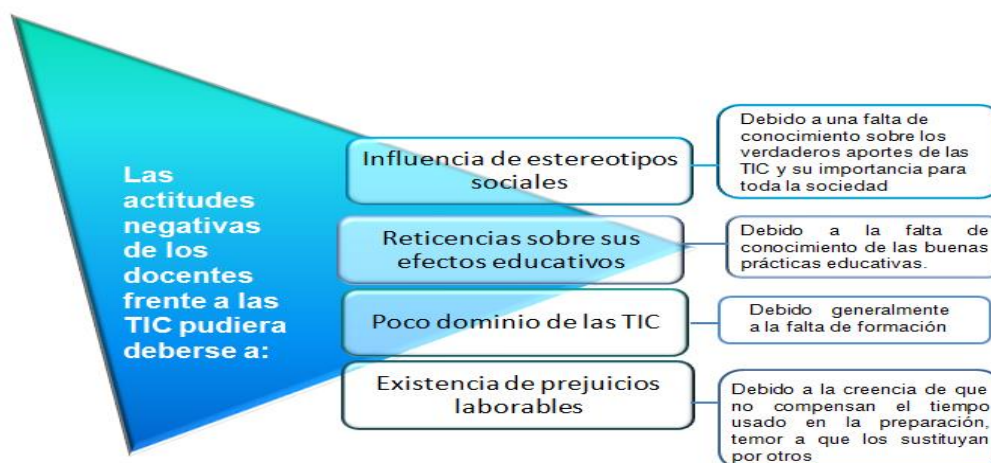 Las
actitudes
negativas
de los
docentes
frente a las
TIC pudiera
deberse a:
Influencia de estereotipos
sociales
Debido a una falta de
conocimiento sobre los
verdaderos aportes de las
TIC y su importancia para
toda la sociedad
Reticencias sobre sus
efectos educativos
Debido a la falta de
conocimiento de las buenas
prácticas educativas.
Poco dominio de las TIC
Debido generalmente
a la falta de formación
Existencia de prejuicios
laborables
Debido a la creencia de que
no compensan el tiempo
usado en la preparación,
temor a que los sustituyan
por otros